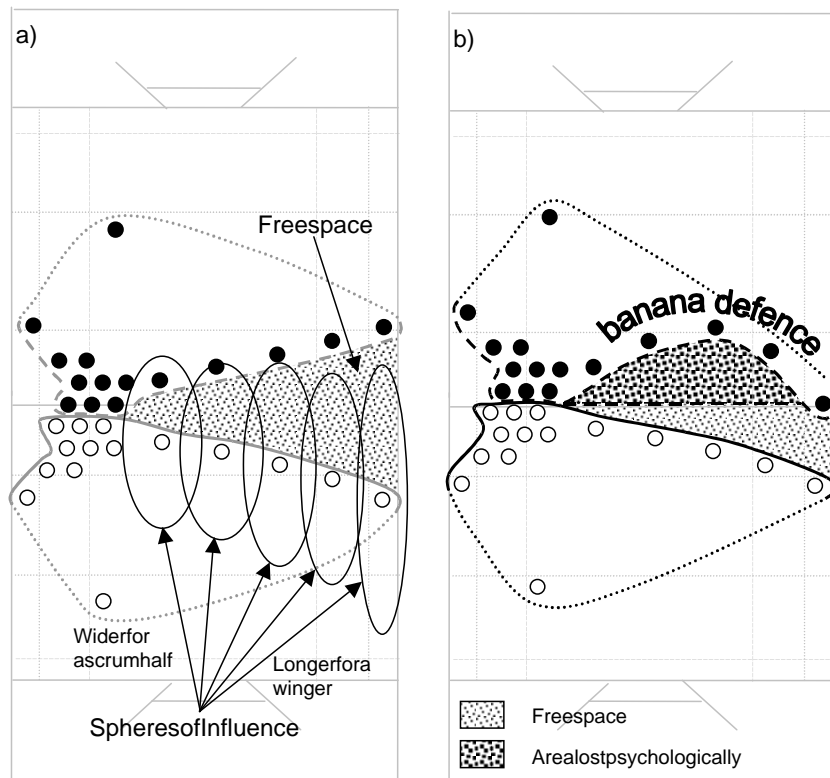 a)
Freespace
Widerfor
ascrumhalf
Longerfora
winger
SpheresofInfluence
b)
banana defence
Freespace
Arealostpsychologically